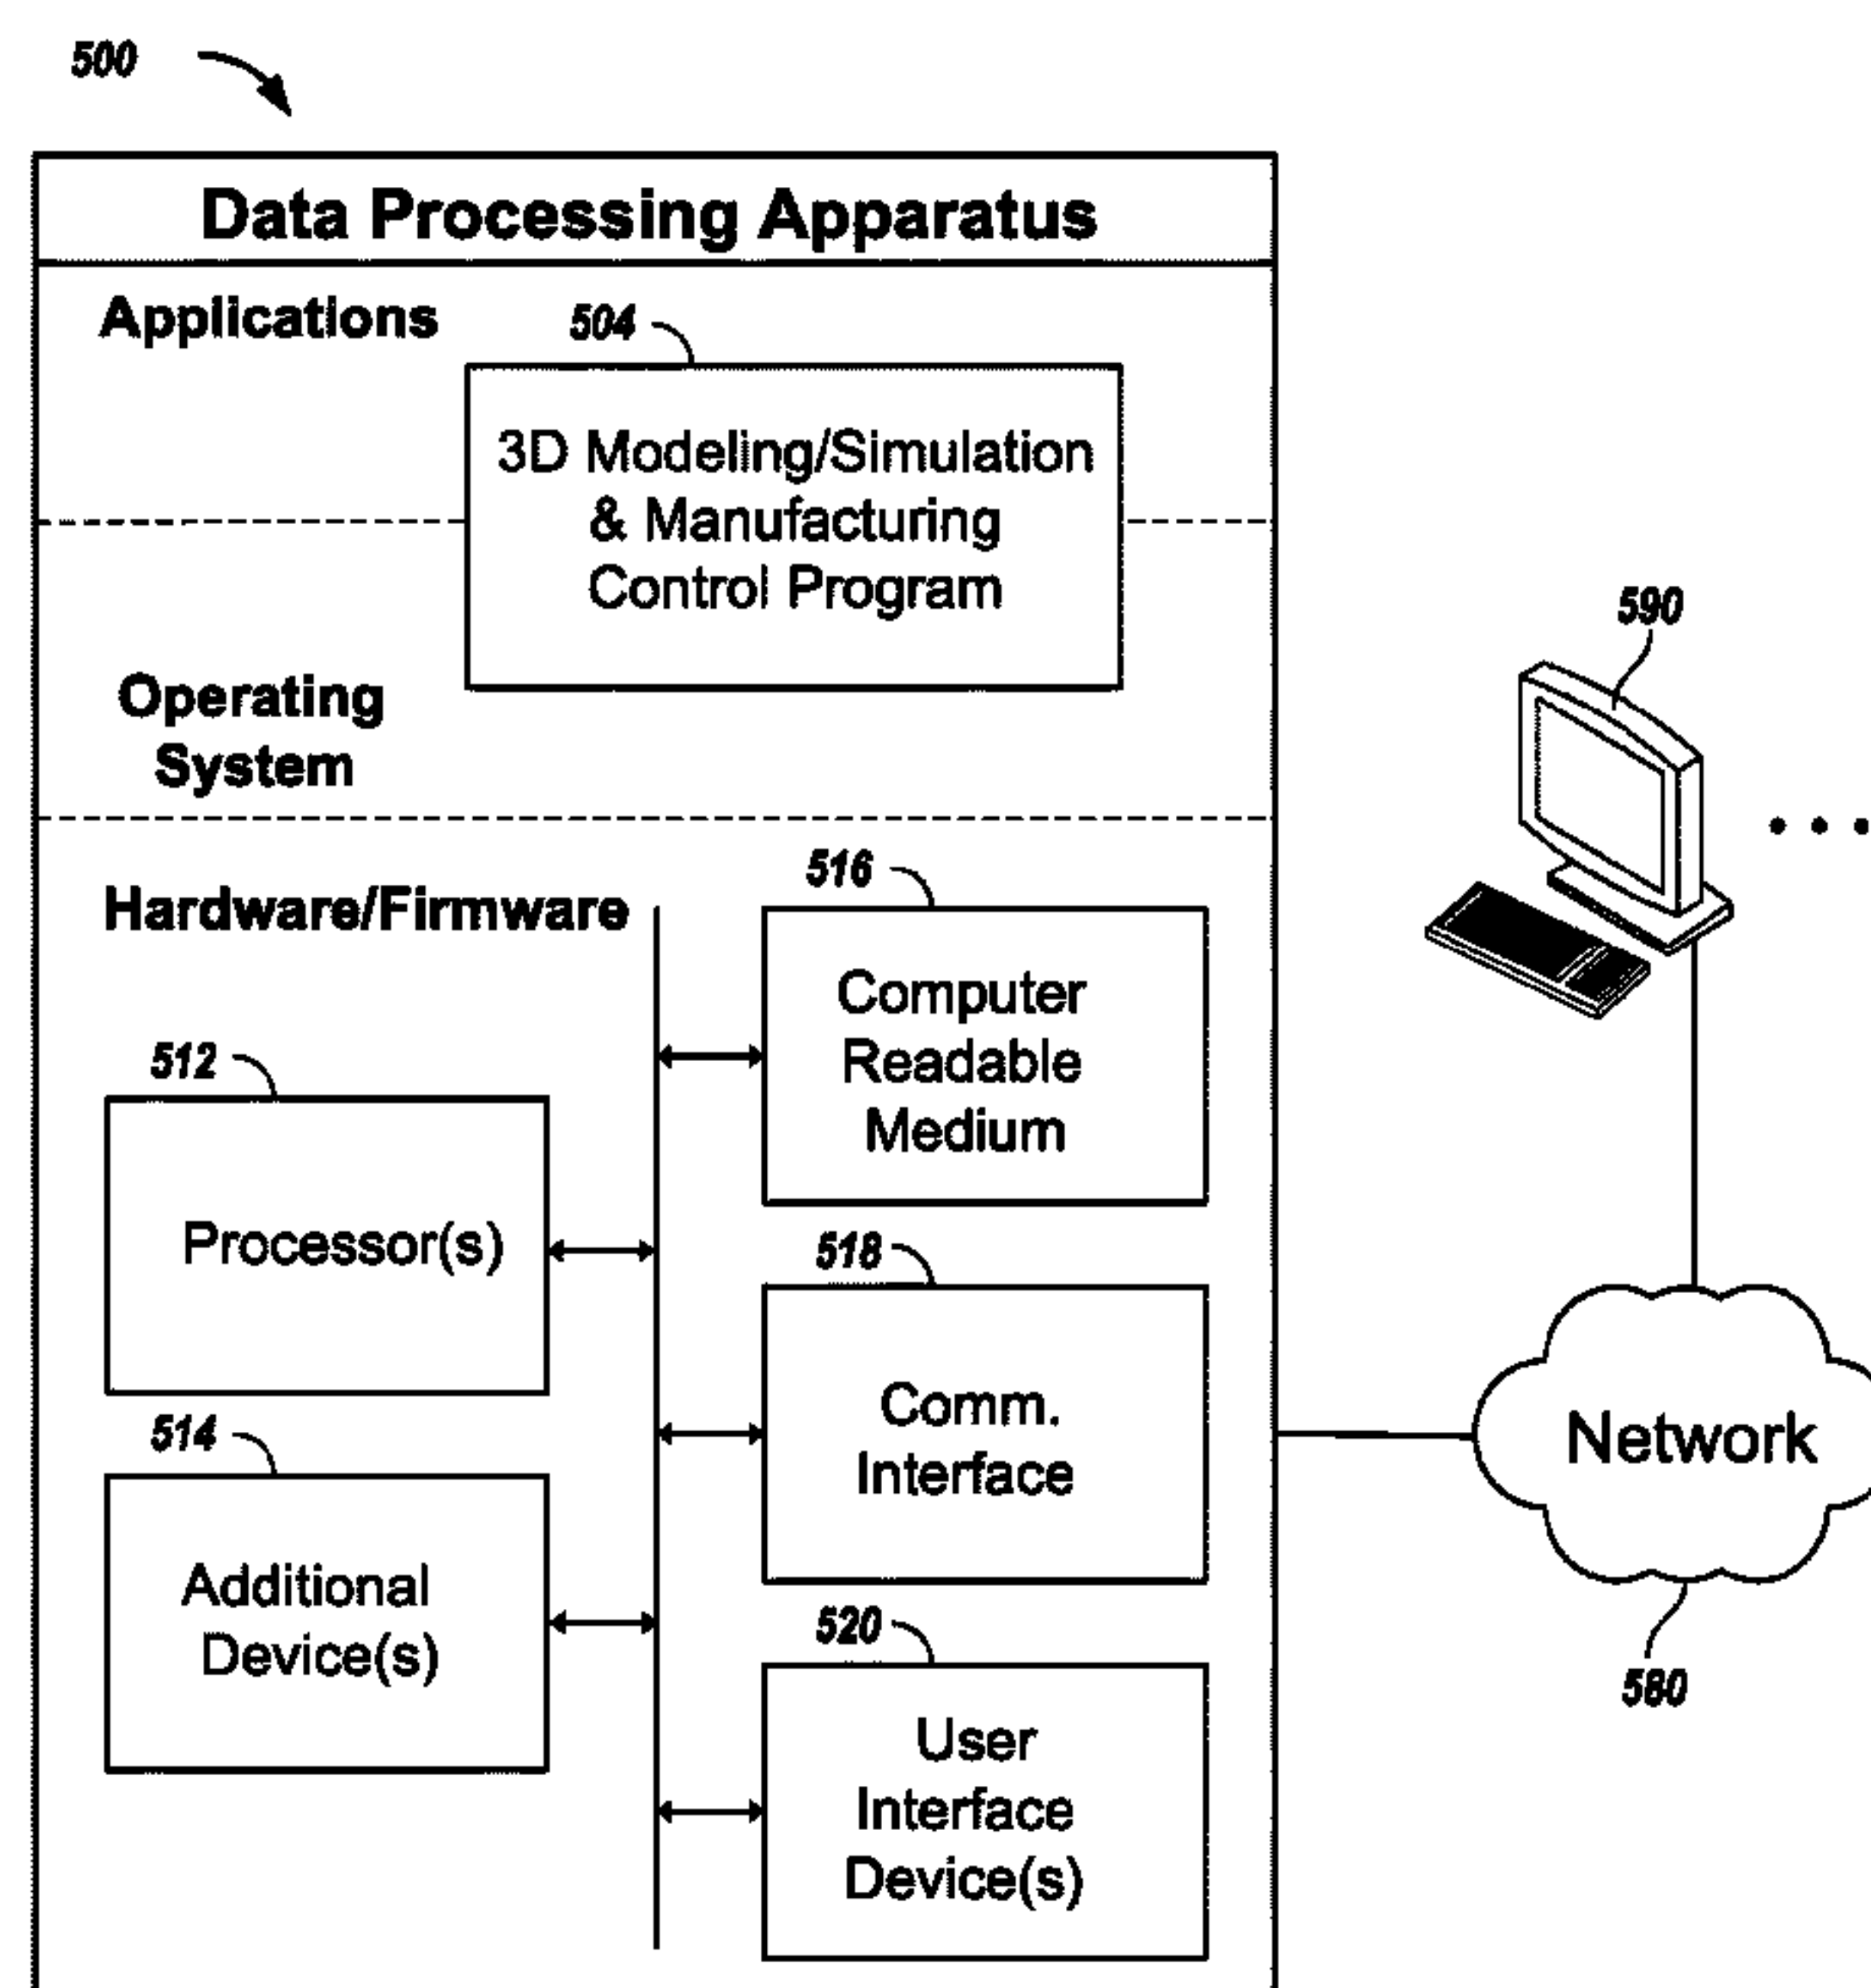 500
Data Processing Apparatus
Applications
504
3D Modeling/Simulation
& Manufacturing
Control Program
Operating
System
590
Hardware/Firmware
516
Computer
Readable
Medium
512
Processor(s)
518
Comm.
Interface
Network
580
514
Additional
Device(s)
520
User
Interface
Device(s)